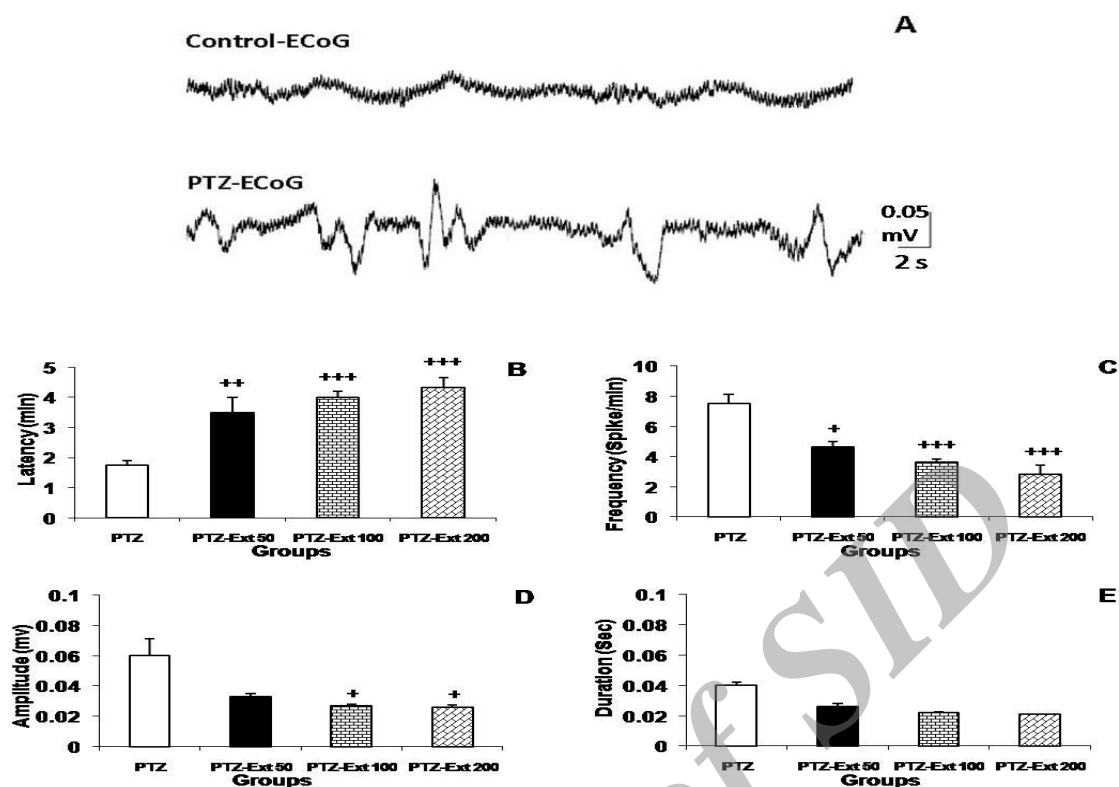 A
Control-ECoG
PTZ-ECoG
0.05
mV
2 s
B
Latency (min)
5
4
3
2
1
0
++
+++
+++
PTZ
PTZ-Ext 50
PTZ-Ext 100
PTZ-Ext 200
Groups
C
Frequency (Spike/min)
10
8
6
4
2
0
+
+++
+++
PTZ
PTZ-Ext 50
PTZ-Ext 100
PTZ-Ext 200
Groups
D
Amplitude (mv)
0.1
0.08
0.06
0.04
0.02
0
+
+
PTZ
PTZ-Ext 50
PTZ-Ext 100
PTZ-Ext 200
Groups
E
Duration (Sec)
0.1
0.08
0.06
0.04
0.02
0
PTZ
PTZ-Ext 50
PTZ-Ext 100
PTZ-Ext 200
Groups
of SID